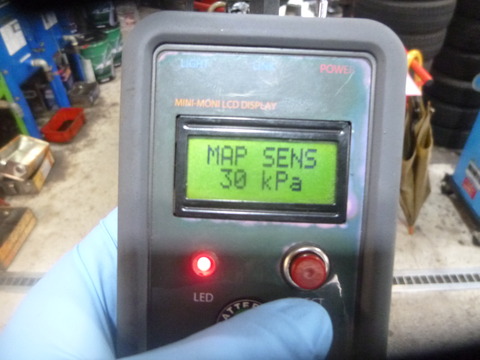 LIGHT
POWER
MINI-MONI LCD DISPLAY
MAP SENS
30 kPa
LED